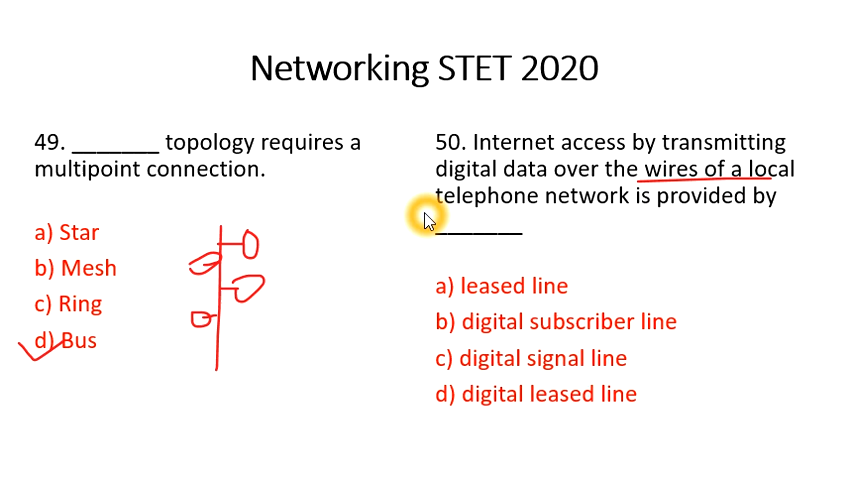 Networking STET 2020
49. _______ topology requires a
multipoint connection.
a) Star
b) Mesh
c) Ring
d) Bus
50. Internet access by transmitting
digital data over the wires of a local
telephone network is provided by
_______
a) leased line
b) digital subscriber line
c) digital signal line
d) digital leased line